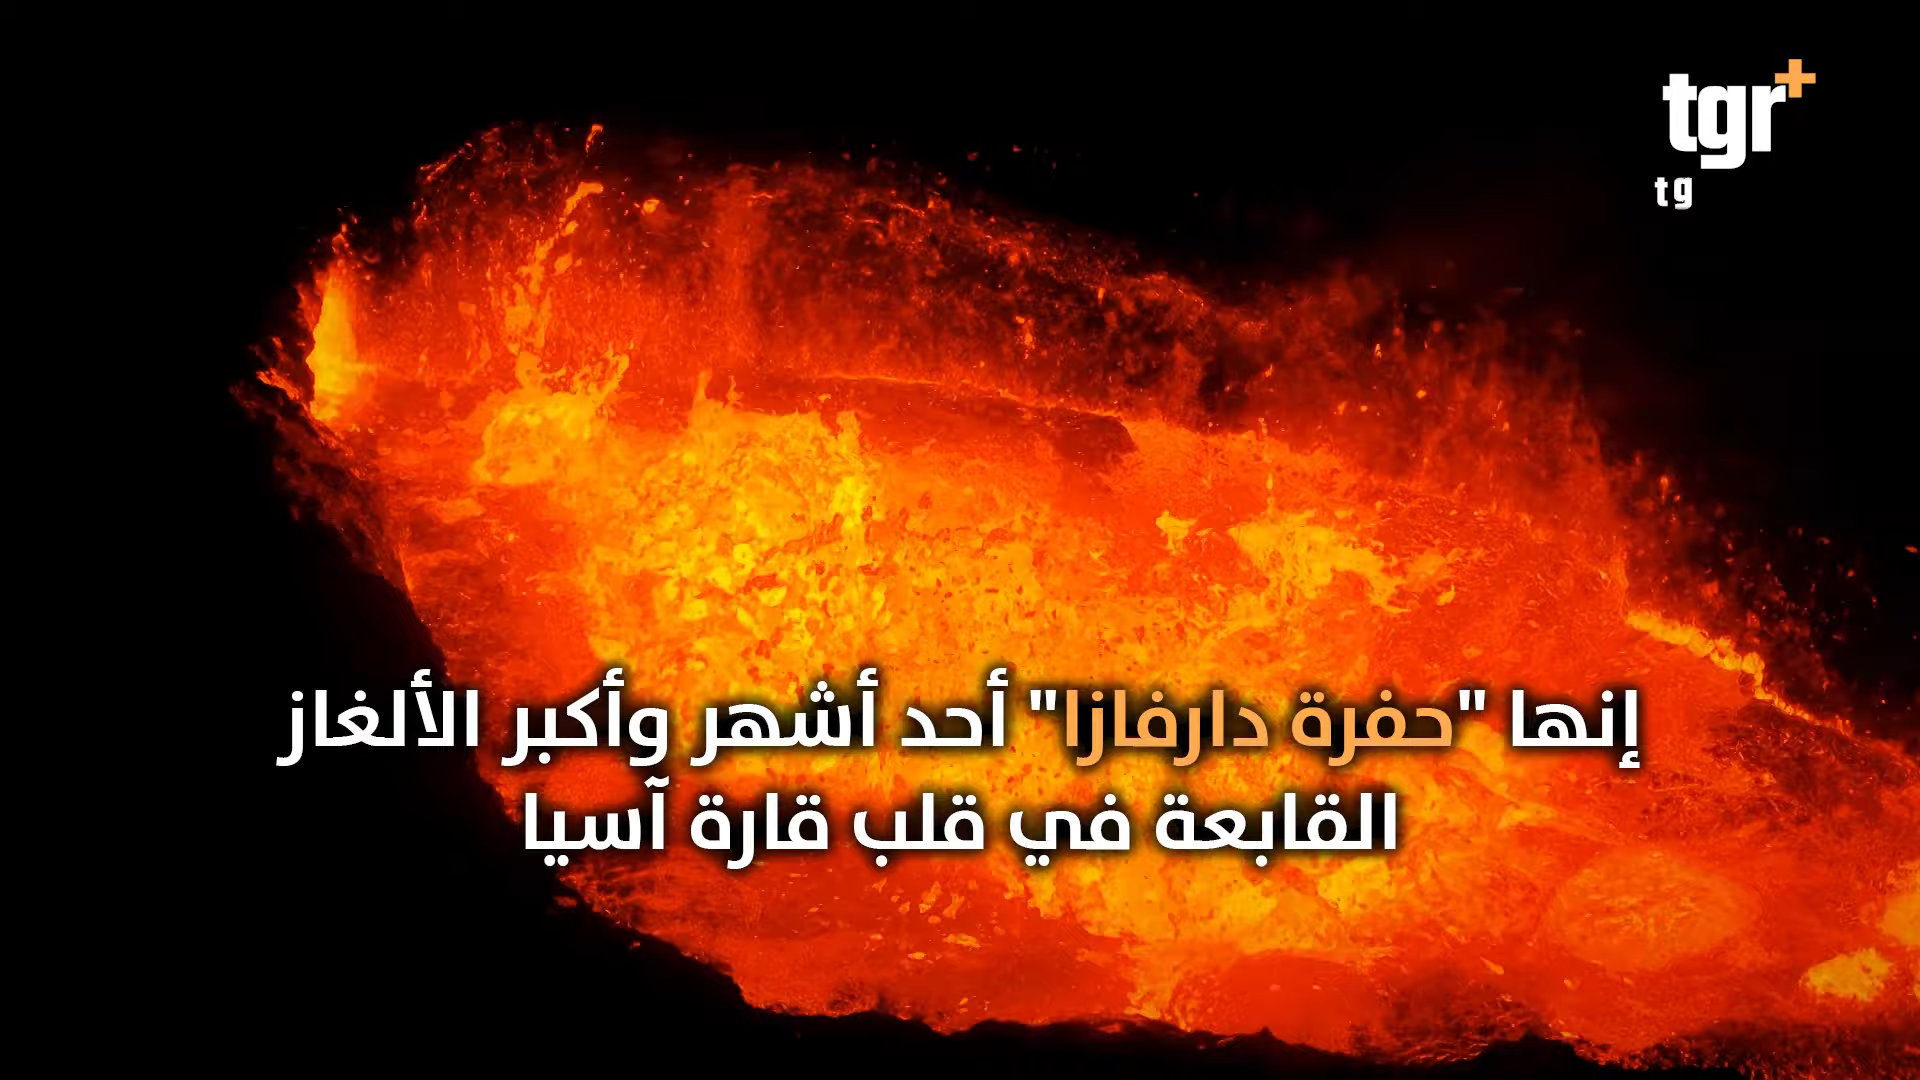 tgr+
tg
إنها "حفرة دارفازا" أحد أشهر وأكبر الألغاز
القابعة في قلب قارة آسيا